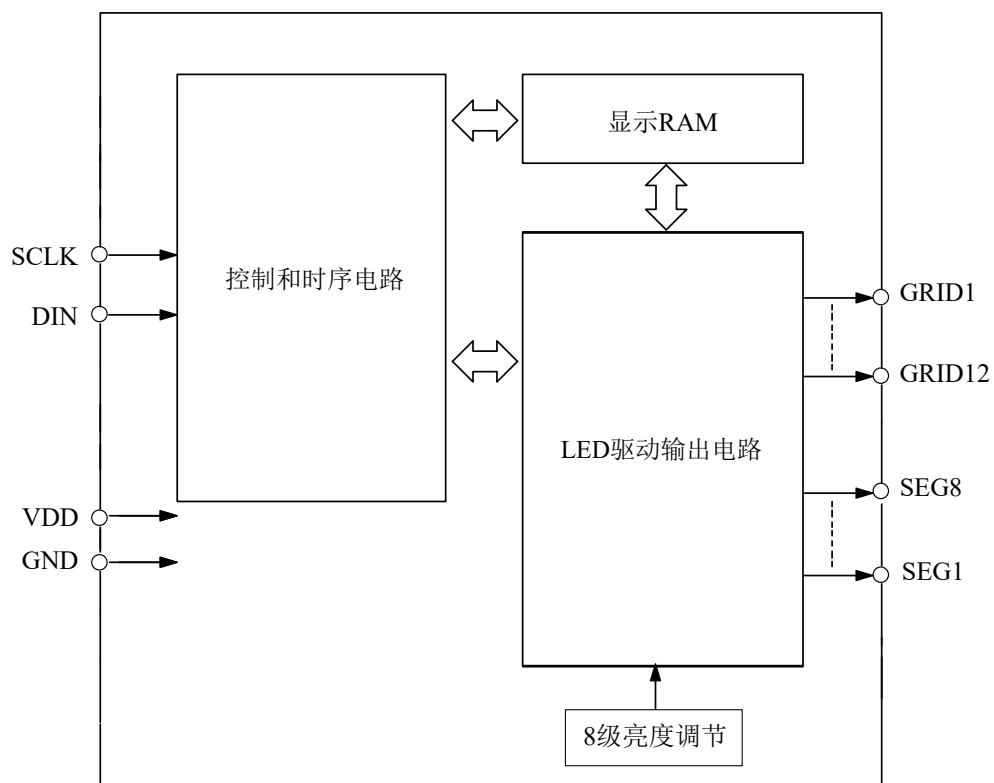 显示RAM
SCLK
控制和时序电路
GRID1
DIN
GRID12
LED驱动输出电路
SEG8
VDD
GND
SEG1
8级亮度调节